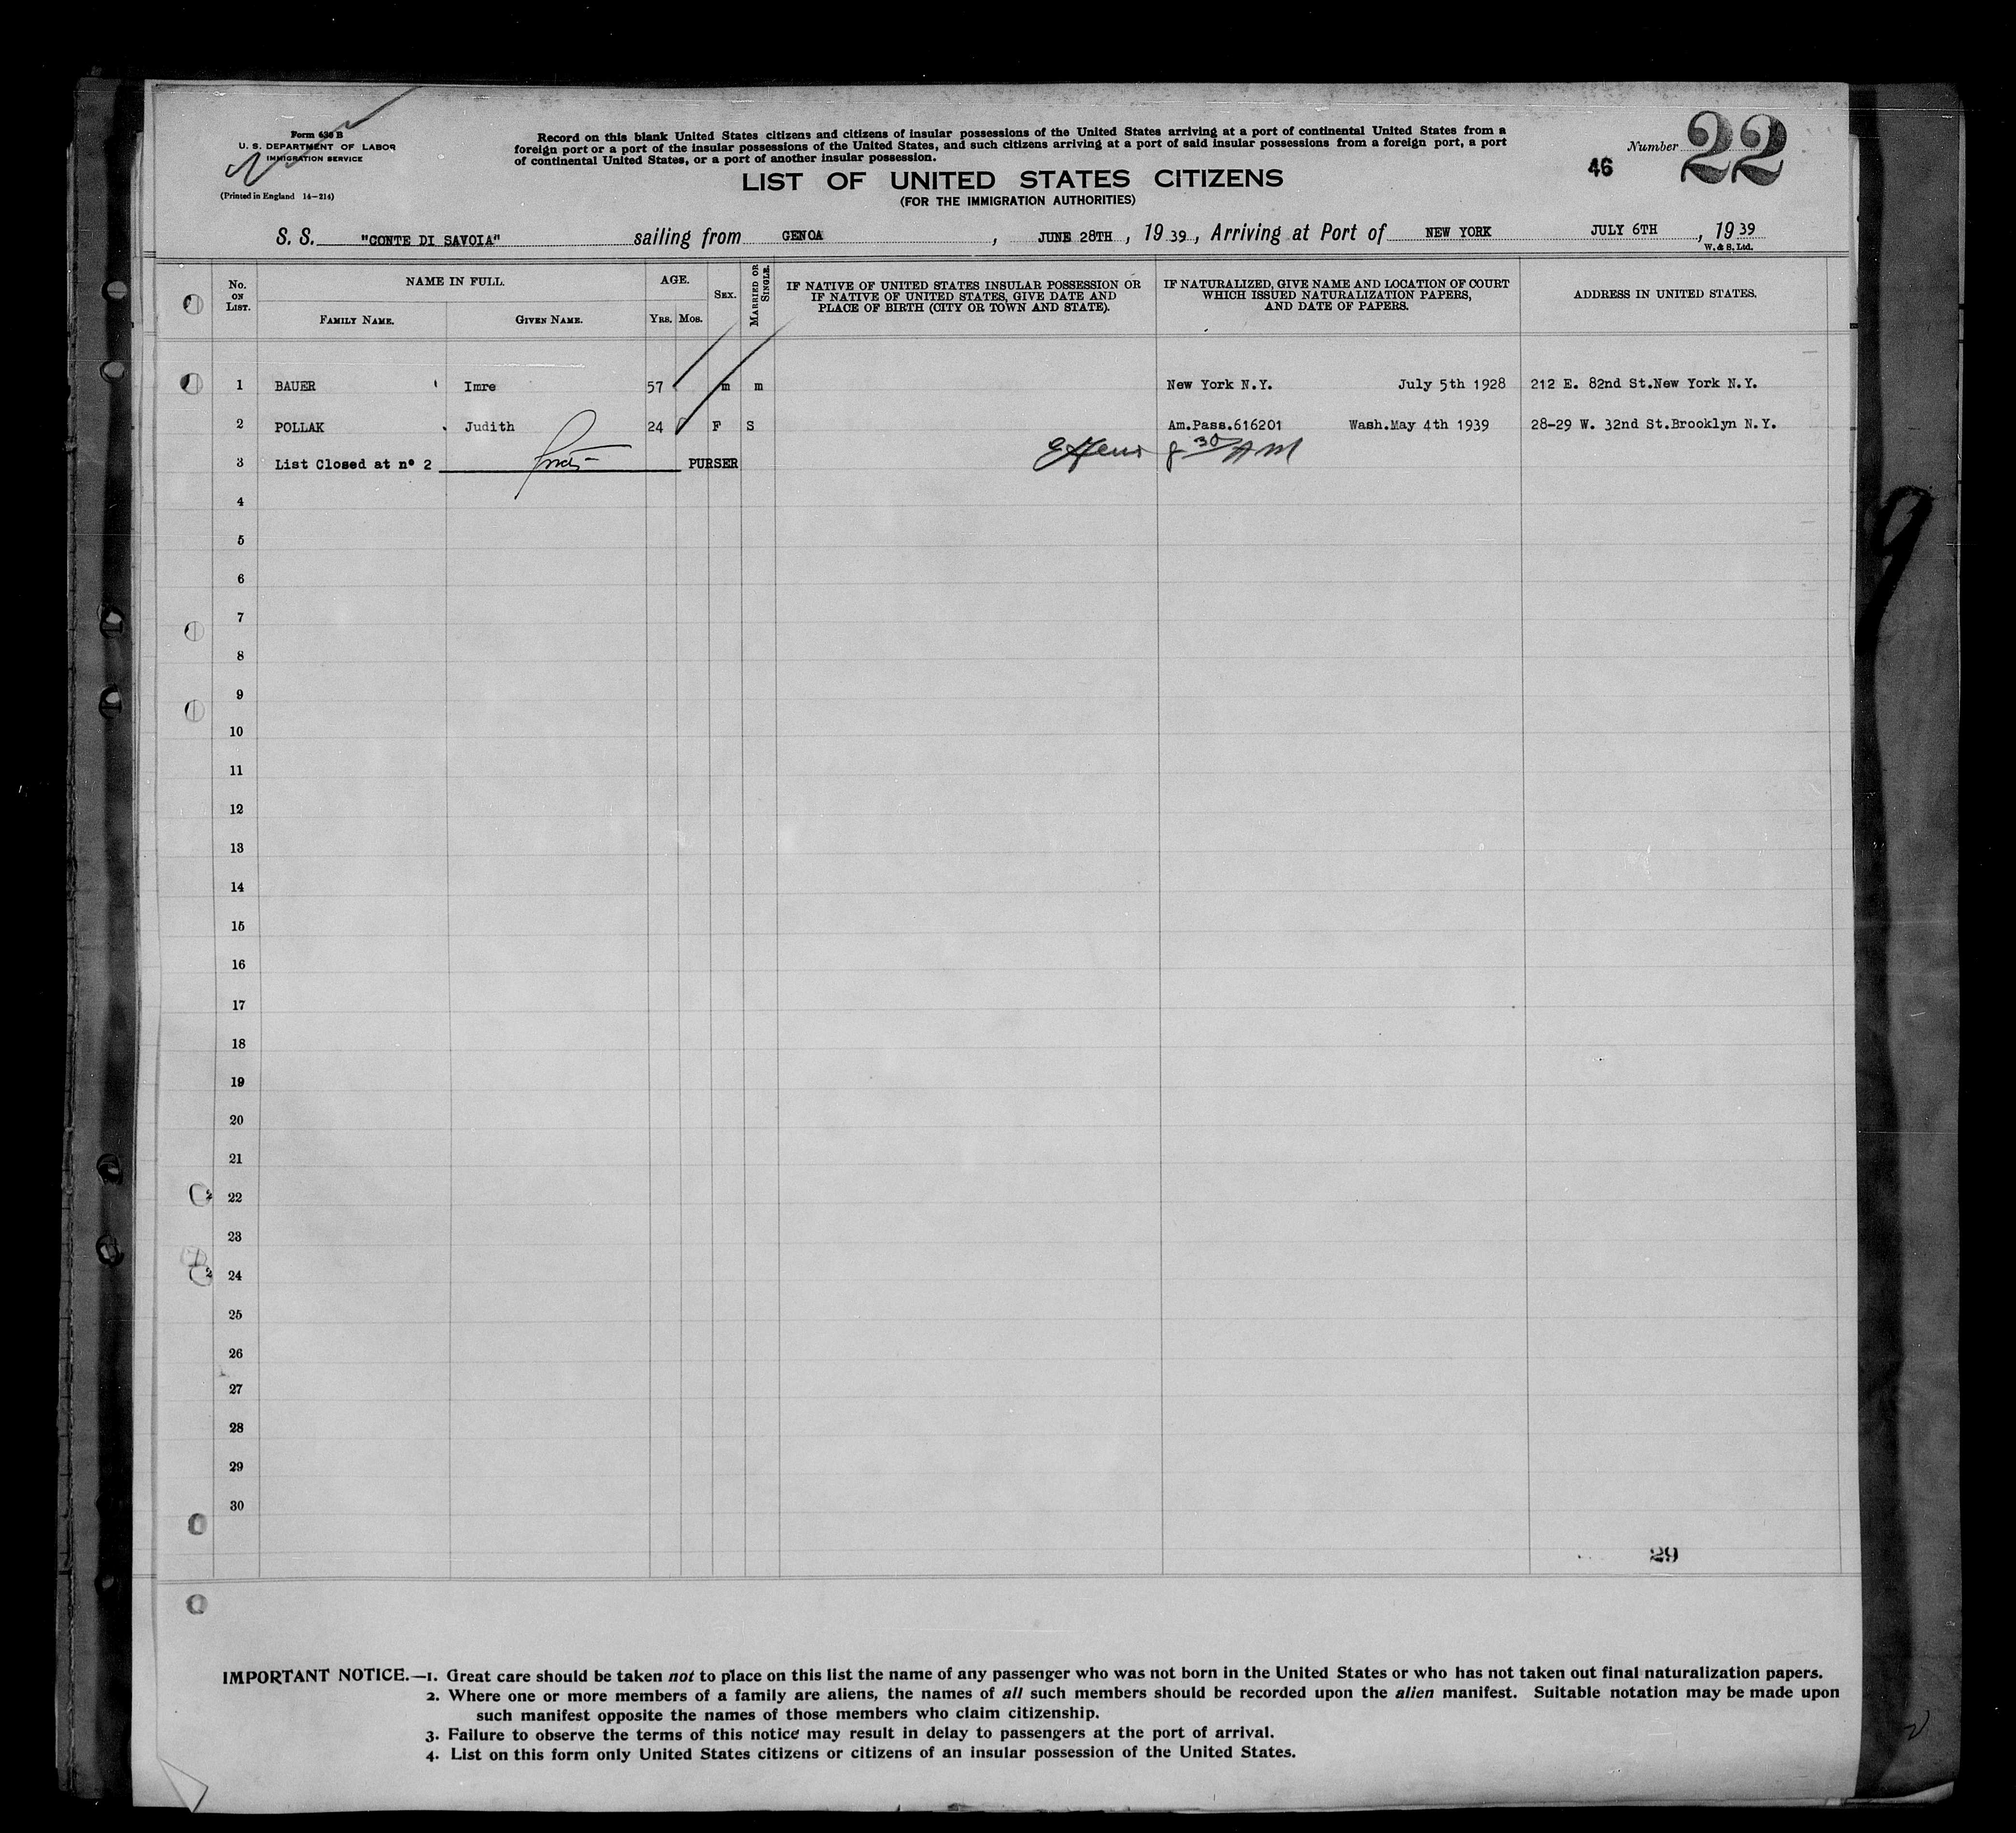 Form 630 B
U. S. DEPARTMENT OF LABOR
IMMIGRATION SERVICE
(Printed in England 14—214)
Record on this blank United States citizens and citizens of insular possessions of the United States arriving at a port of continental United States from a
foreign port or a port of the insular possessions of the United States, and such citizens arriving at a port of said insular possessions from a foreign port, a port
of continental United States, or a port of another insular possession.
46
Number 22
LIST OF UNITED STATES CITIZENS
(FOR THE IMMIGRATION AUTHORITIES)
S. S. "CONTE DI SAVOIA" sailing from GENOA, JUNE 28TH, 1939, Arriving at Port of NEW YORK JULY 6TH, 1939
W. & S. Ltd.
No. ON LIST.
NAME IN FULL.
FAMILY NAME.
GIVEN NAME.
AGE.
YRS. MOS.
SEX.
MARRIED OR SINGLE.
IF NATIVE OF UNITED STATES INSULAR POSSESSION OR
IF NATIVE OF UNITED STATES, GIVE DATE AND
PLACE OF BIRTH (CITY OR TOWN AND STATE).
IF NATURALIZED, GIVE NAME AND LOCATION OF COURT
WHICH ISSUED NATURALIZATION PAPERS,
AND DATE OF PAPERS.
ADDRESS IN UNITED STATES.
1 BAUER Imre 57 m m New York N.Y. July 5th 1928 212 E. 82nd St.New York N.Y.
2 POLLAK Judith 24 F S Am.Pass.616201 Wash.May 4th 1939 28-29 W. 32nd St.Brooklyn N.Y.
3 List Closed at nº 2 PURSER 8 30 AM
4
5
6
7
8
9
10
11
12
13
14
15
16
17
18
19
20
21
22
23
24
25
26
27
28
29
30
29
9
IMPORTANT NOTICE.—1. Great care should be taken not to place on this list the name of any passenger who was not born in the United States or who has not taken out final naturalization papers.
2. Where one or more members of a family are aliens, the names of all such members should be recorded upon the alien manifest. Suitable notation may be made upon
such manifest opposite the names of those members who claim citizenship.
3. Failure to observe the terms of this notice may result in delay to passengers at the port of arrival.
4. List on this form only United States citizens or citizens of an insular possession of the United States.